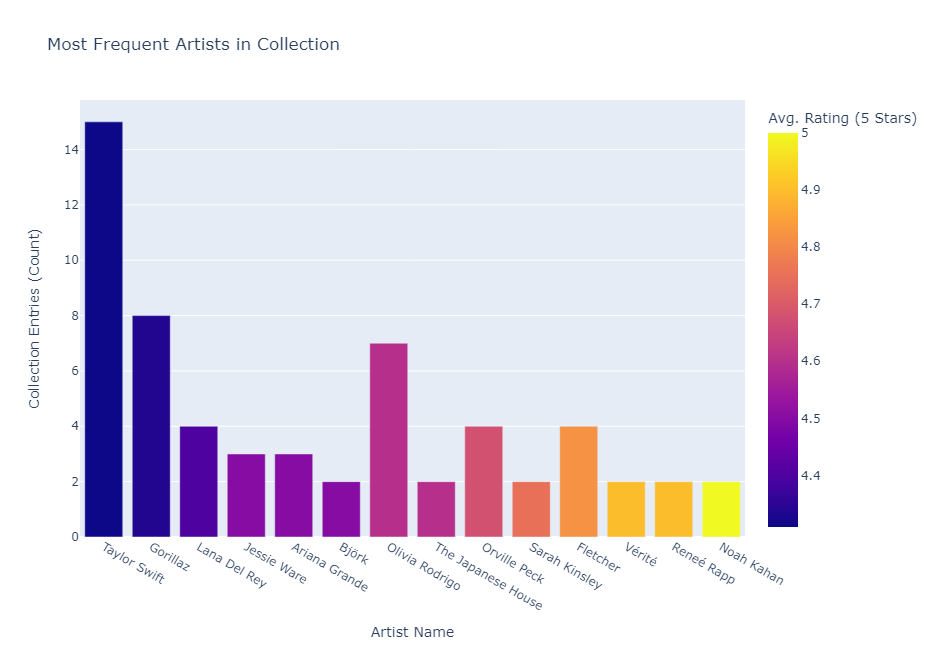 Most Frequent Artists in Collection
Avg. Rating (5 Stars)
Collection Entries (Count)
14
12
10
8
6
4
2
0
5
4.9
4.8
4.7
4.6
4.5
4.4
Taylor Swift
Gorillaz
Lana Del Rey
Jessie Ware
Ariana Grande
Björk
Olivia Rodrigo
The Japanese House
Orville Peck
Sarah Kinsley
Fletcher
Vérité
Reneé Rapp
Noah Kahan
Artist Name